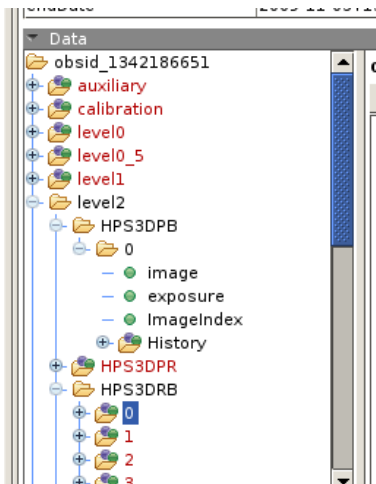 Data
obsid_1342186651
auxiliary
calibration
level0
level0_5
level1
level2
HPS3DPB
0
image
exposure
ImageIndex
History
HPS3DPR
HPS3DRB
0
1
2
3